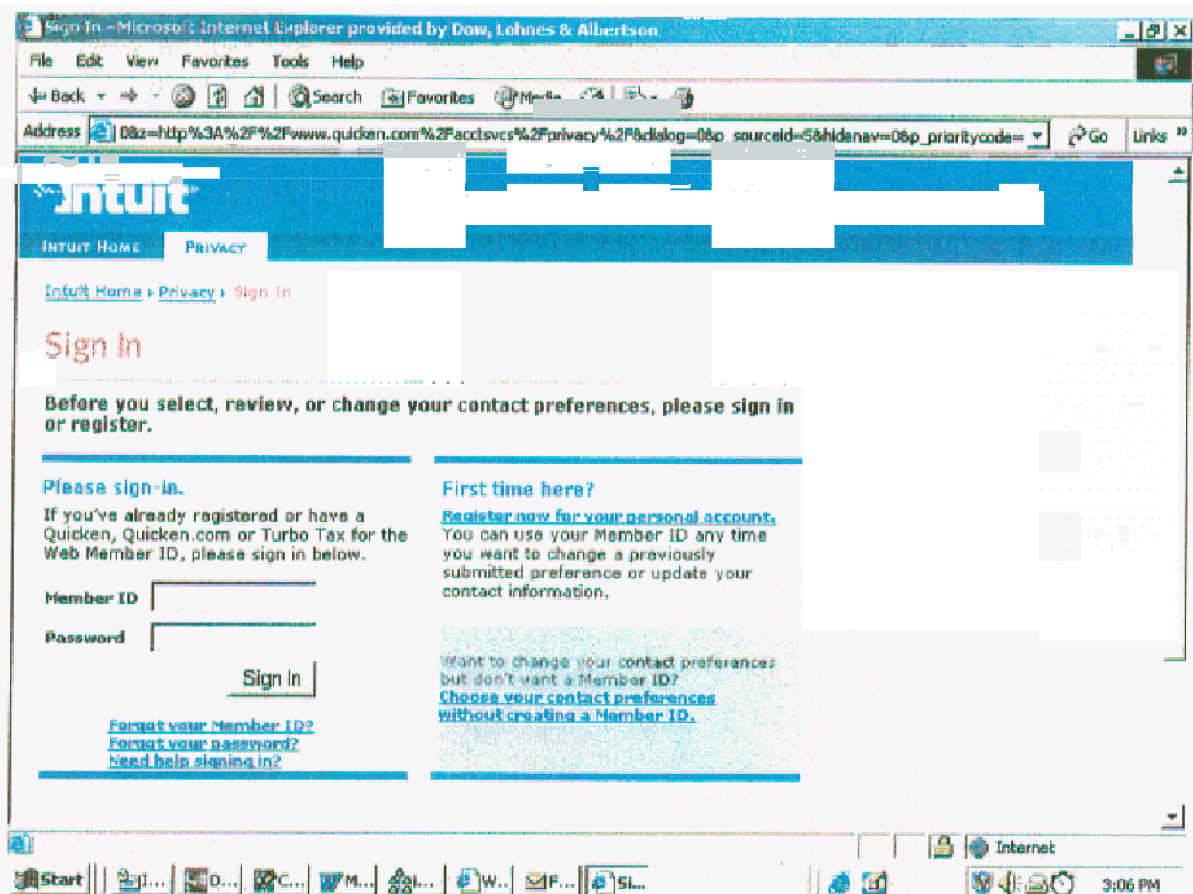 Sign In - Microsoft Internet Explorer provided by Dow, Lohnes & Albertson
File Edit View Favorites Tools Help
Back Search Favorites Media
Address 0&z=http%3A%2F%2Fwww.quicken.com%2Facctsvcs%2Fprivacy%2F&dialog=0&p_sourceid=5&hidenav=0&p_prioritycode= Go Links »
Intuit
INTUIT HOME PRIVACY
Intuit Home ▸ Privacy ▸ Sign In
Sign In
Before you select, review, or change your contact preferences, please sign in
or register.
Please sign-in.
If you've already registered or have a
Quicken, Quicken.com or Turbo Tax for the
Web Member ID, please sign in below.
Member ID
Password
Sign In
Forgot your Member ID?
Forgot your password?
Need help signing in?
First time here?
Register now for your personal account.
You can use your Member ID any time
you want to change a previously
submitted preference or update your
contact information.
Want to change your contact preferences
but don't want a Member ID?
Choose your contact preferences
without creating a Member ID.
Internet
Start I... D... C... M... i... W... F... Si... 3:06 PM